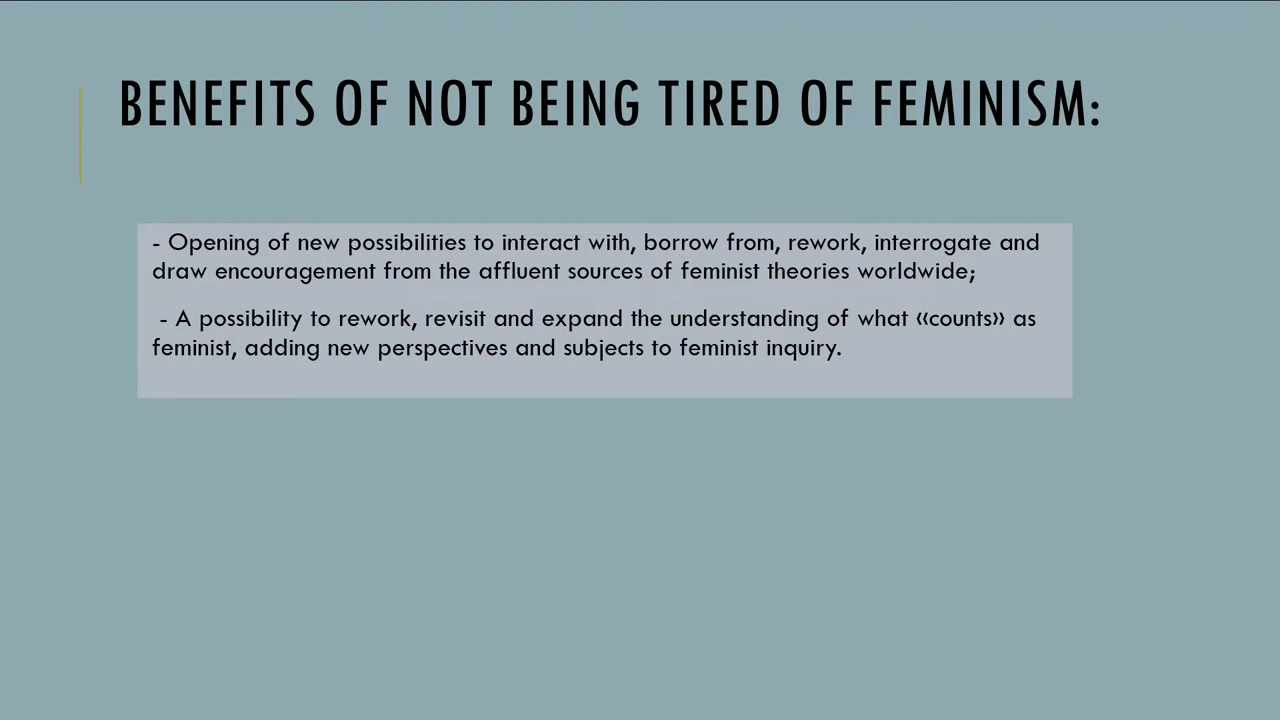 BENEFITS OF NOT BEING TIRED OF FEMINISM:
- Opening of new possibilities to interact with, borrow from, rework, interrogate and
draw encouragement from the affluent sources of feminist theories worldwide;
- A possibility to rework, revisit and expand the understanding of what «counts» as
feminist, adding new perspectives and subjects to feminist inquiry.